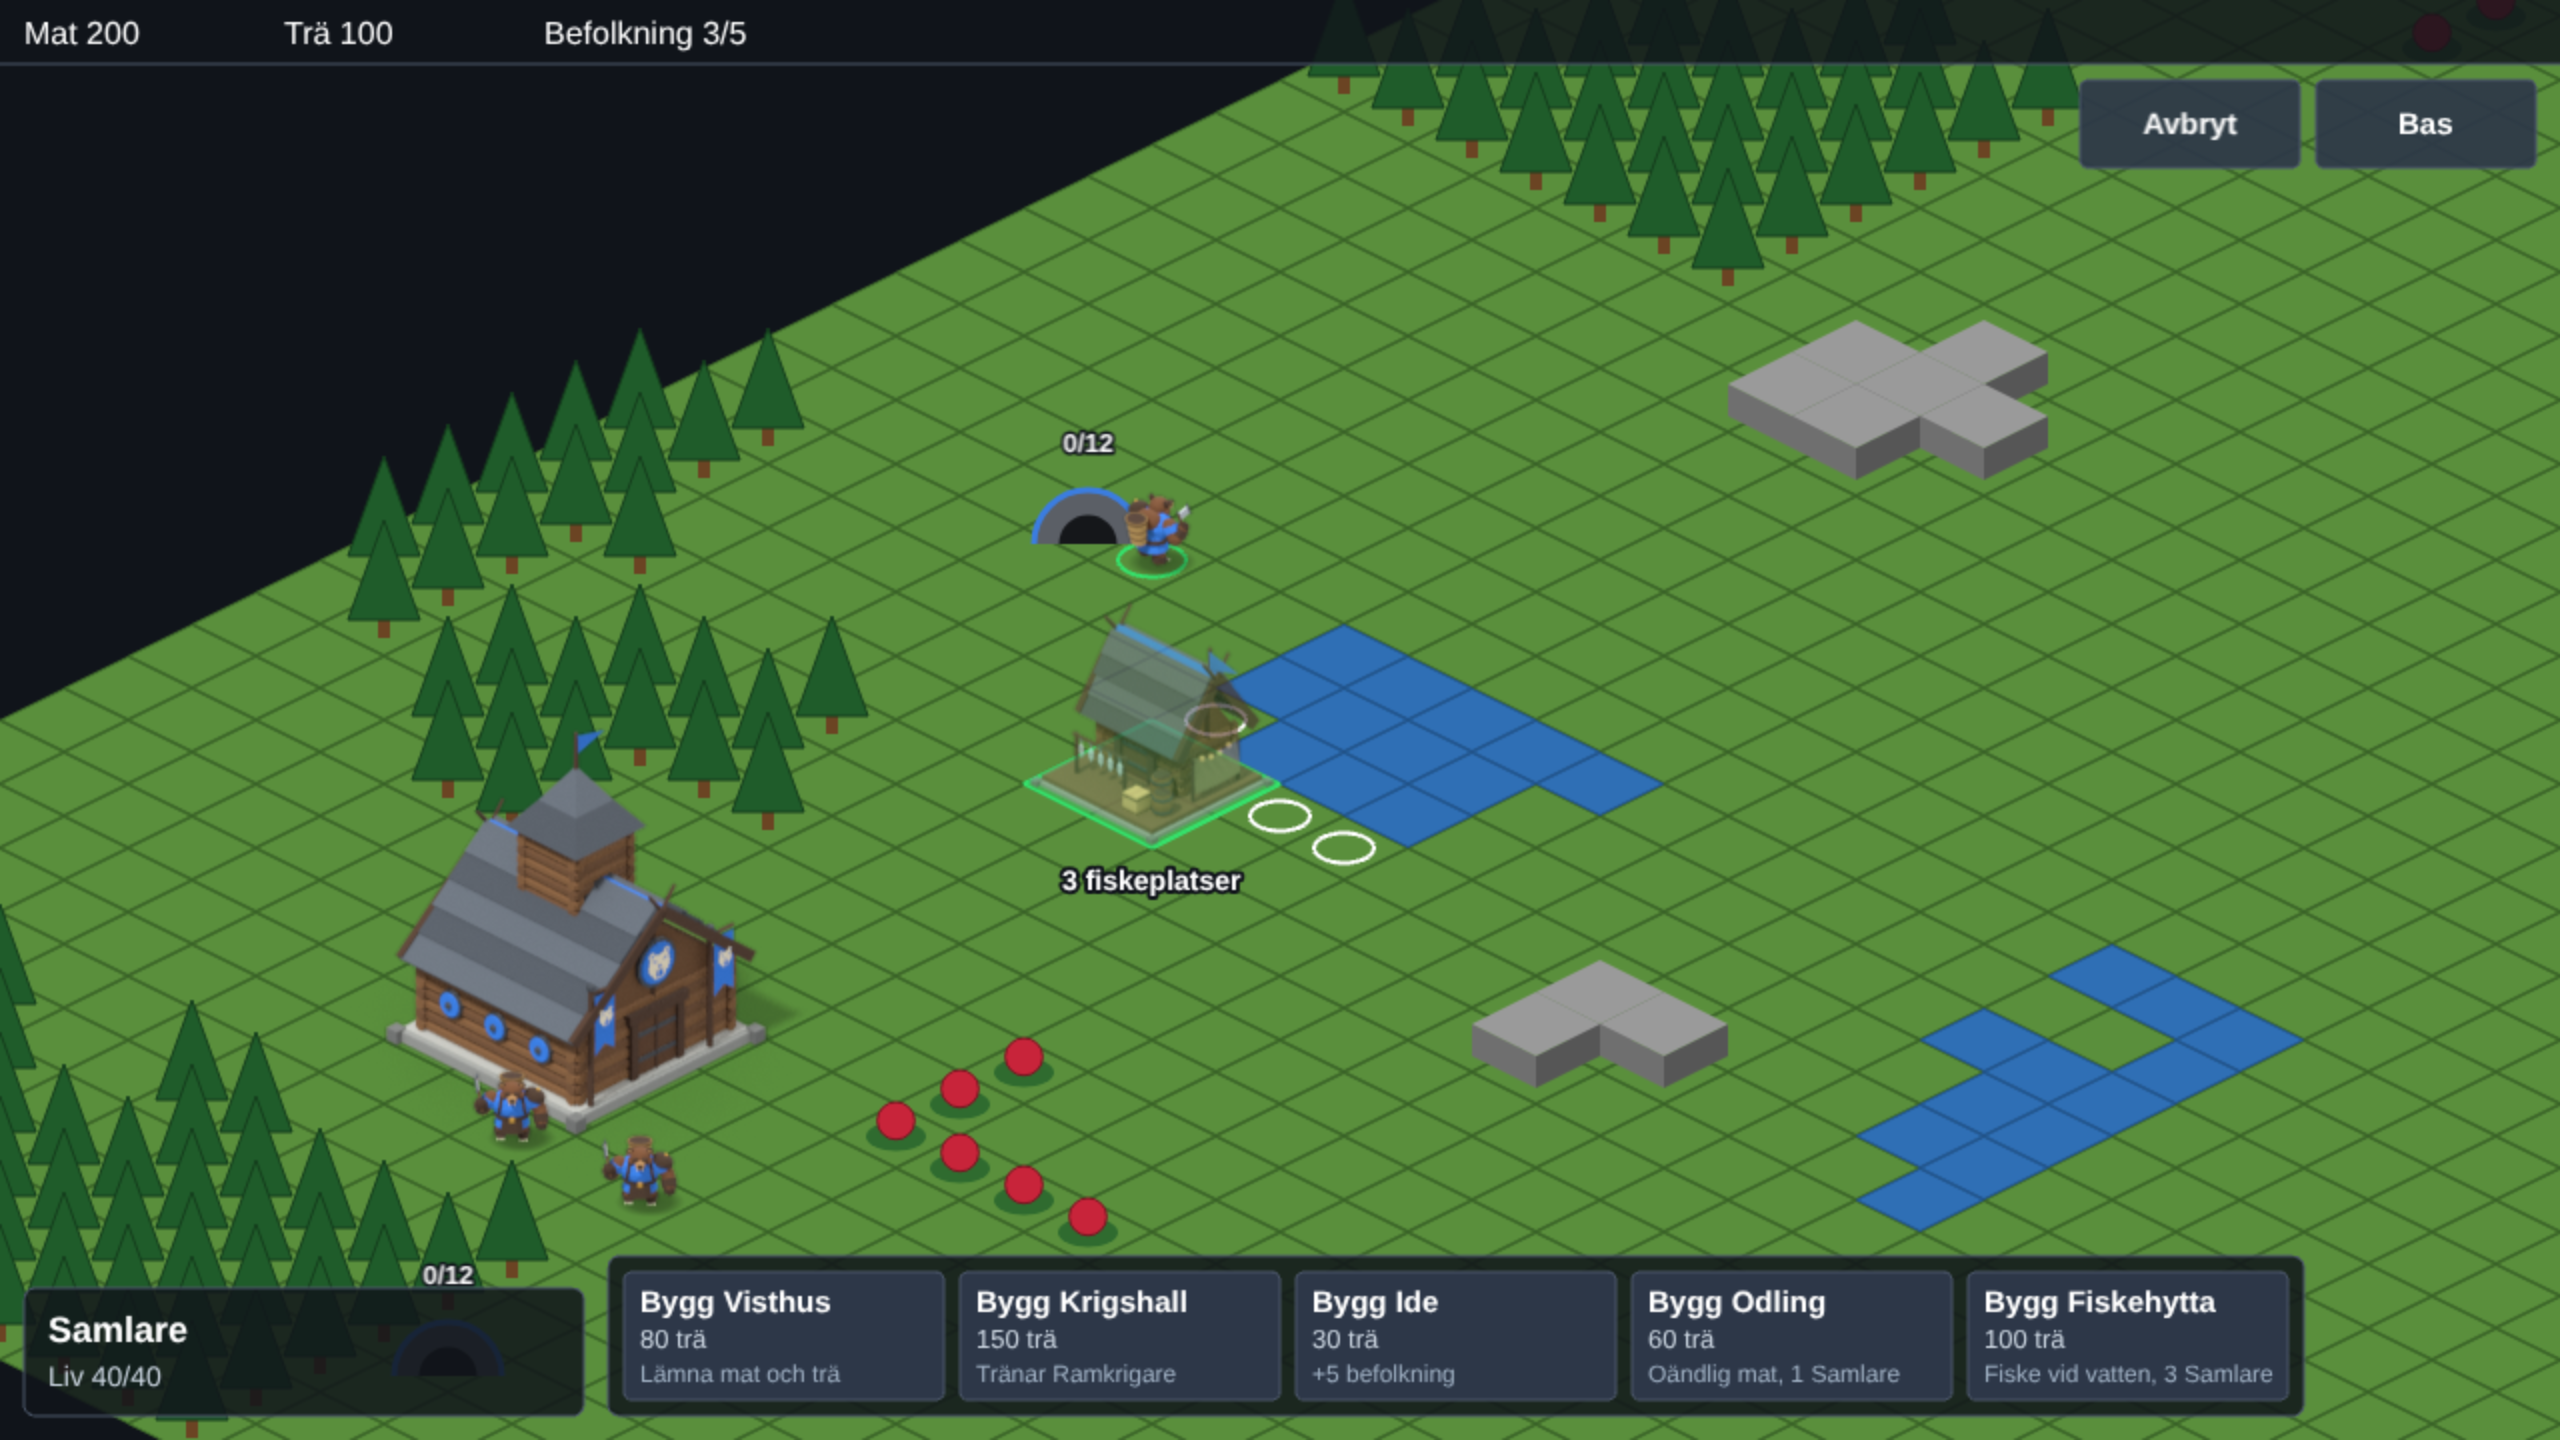 Mat 200
Trä 100
Befolkning 3/5
Avbryt
Bas
0/12
3 fiskeplatser
0/12
Samlare
Liv 40/40
Bygg Visthus
80 trä
Lämna mat och trä
Bygg Krigshall
150 trä
Tränar Ramkrigare
Bygg Ide
30 trä
+5 befolkning
Bygg Odling
60 trä
Oändlig mat, 1 Samlare
Bygg Fiskehytta
100 trä
Fiske vid vatten, 3 Samlare